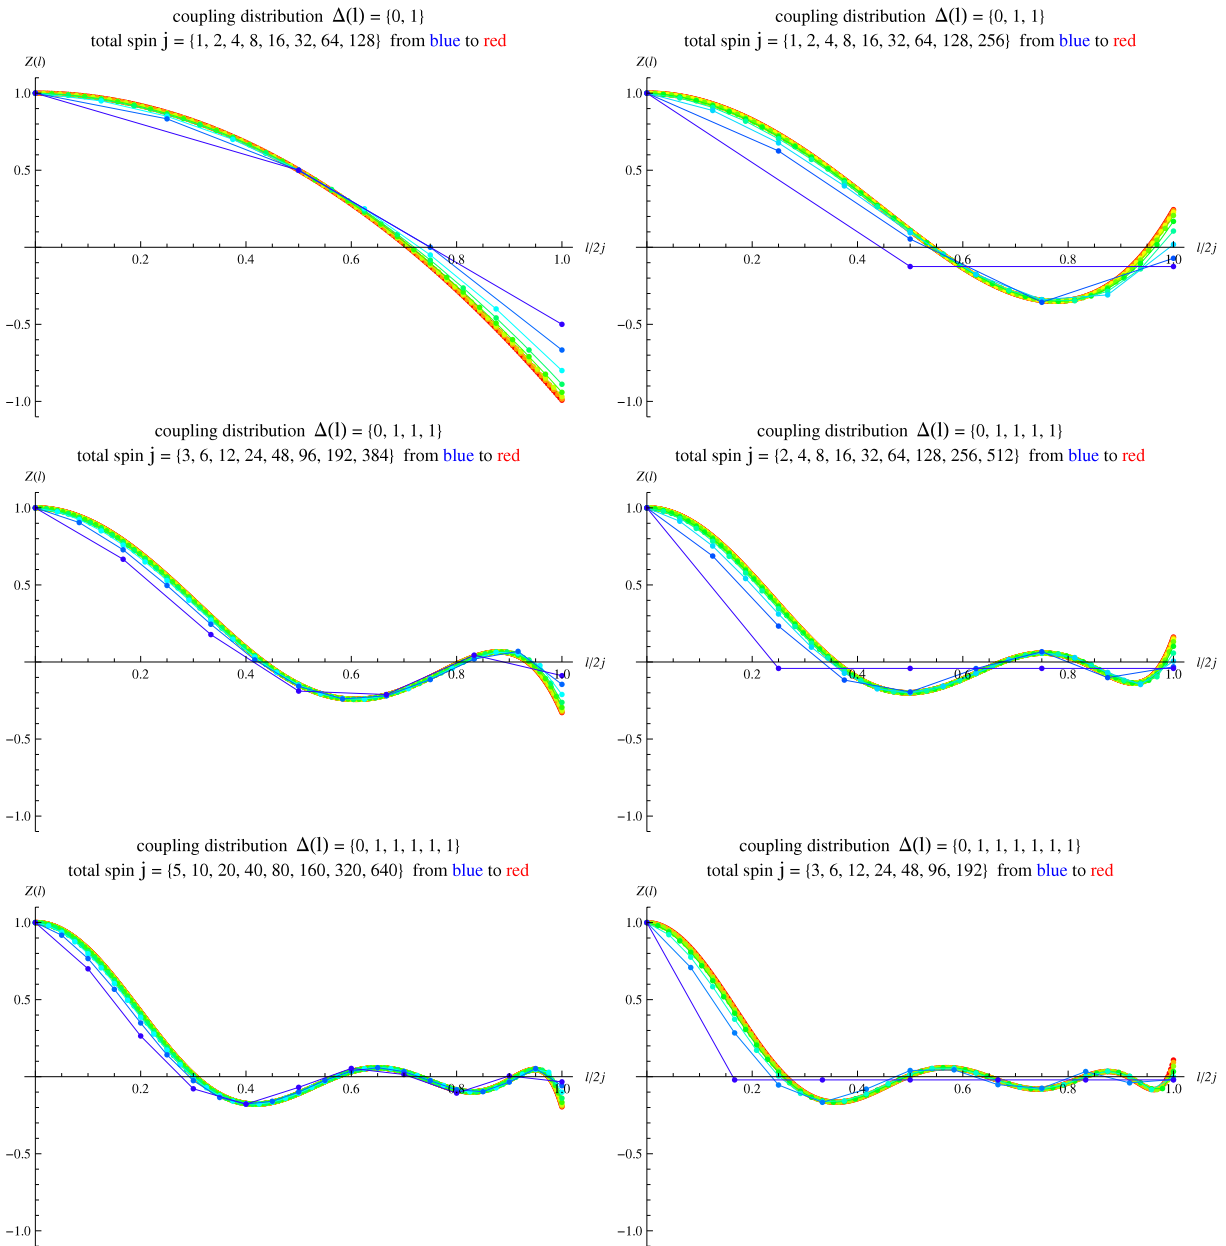 coupling distribution Δ(l) = {0, 1}
total spin j = {1, 2, 4, 8, 16, 32, 64, 128} from blue to red
Z(l)
1.0
0.5
-0.5
-1.0
0.2 0.4 0.6 0.8 1.0
l/2j
coupling distribution Δ(l) = {0, 1, 1}
total spin j = {1, 2, 4, 8, 16, 32, 64, 128, 256} from blue to red
Z(l)
1.0
0.5
-0.5
-1.0
0.2 0.4 0.6 0.8 1.0
l/2j
coupling distribution Δ(l) = {0, 1, 1, 1}
total spin j = {3, 6, 12, 24, 48, 96, 192, 384} from blue to red
Z(l)
1.0
0.5
-0.5
-1.0
0.2 0.4 0.6 0.8 1.0
l/2j
coupling distribution Δ(l) = {0, 1, 1, 1, 1}
total spin j = {2, 4, 8, 16, 32, 64, 128, 256, 512} from blue to red
Z(l)
1.0
0.5
-0.5
-1.0
0.2 0.4 0.6 0.8 1.0
l/2j
coupling distribution Δ(l) = {0, 1, 1, 1, 1, 1}
total spin j = {5, 10, 20, 40, 80, 160, 320, 640} from blue to red
Z(l)
1.0
0.5
-0.5
-1.0
0.2 0.4 0.6 0.8 1.0
l/2j
coupling distribution Δ(l) = {0, 1, 1, 1, 1, 1, 1}
total spin j = {3, 6, 12, 24, 48, 96, 192} from blue to red
Z(l)
1.0
0.5
-0.5
-1.0
0.2 0.4 0.6 0.8 1.0
l/2j